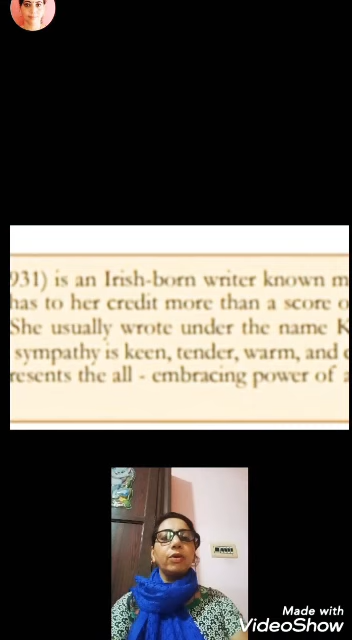 931) is an Irish-born writer known m
has to her credit more than a score o
She usually wrote under the name K
sympathy is keen, tender, warm, and
resents the all - embracing power of a
Made with
VideoShow